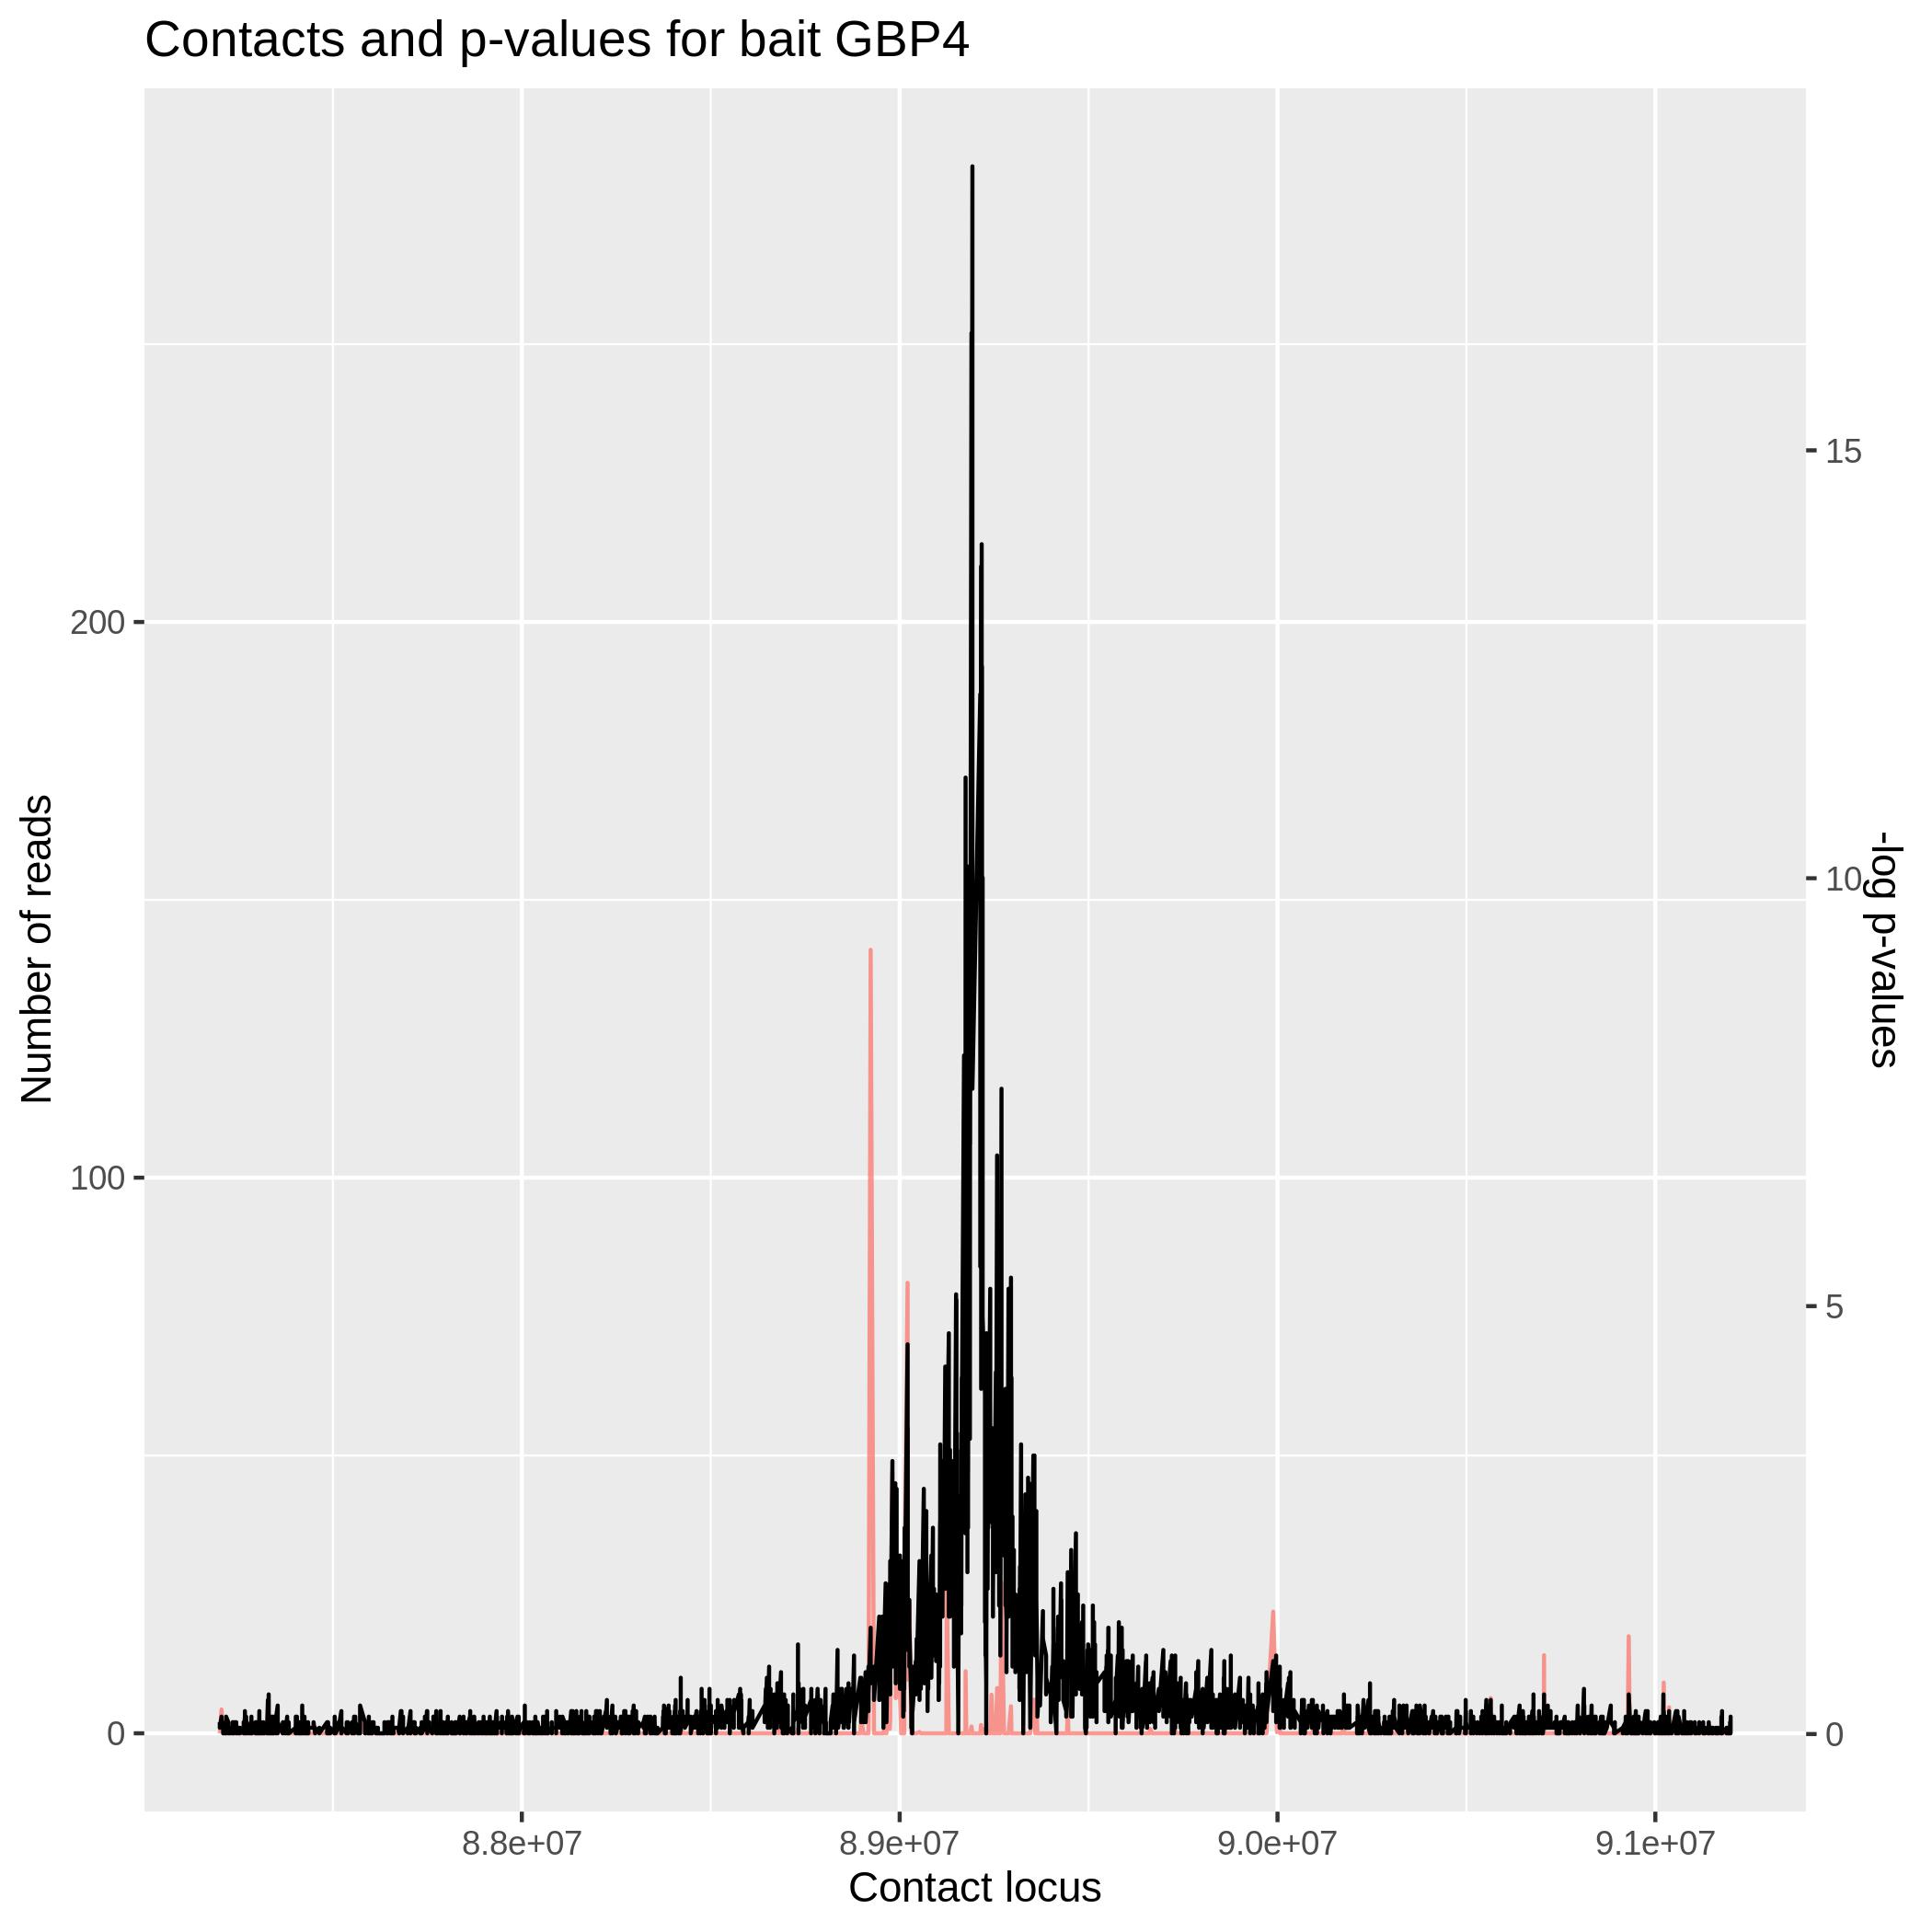 Contacts and p-values for bait GBP4
Number of reads
200
100
0
15
10
5
0
-log p-values
8.8e+07
8.9e+07
9.0e+07
9.1e+07
Contact locus